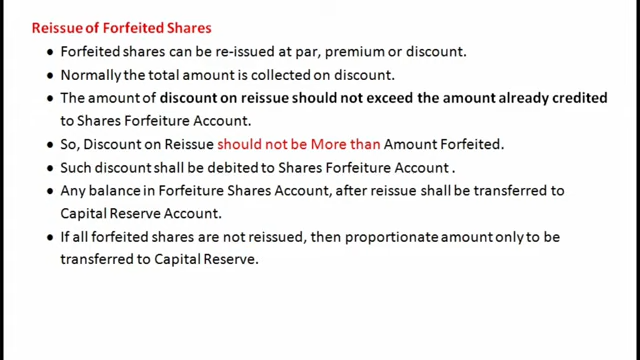 Reissue of Forfeited Shares
• Forfeited shares can be re-issued at par, premium or discount.
• Normally the total amount is collected on discount.
• The amount of discount on reissue should not exceed the amount already credited
to Shares Forfeiture Account.
• So, Discount on Reissue should not be More than Amount Forfeited.
• Such discount shall be debited to Shares Forfeiture Account .
• Any balance in Forfeiture Shares Account, after reissue shall be transferred to
Capital Reserve Account.
• If all forfeited shares are not reissued, then proportionate amount only to be
transferred to Capital Reserve.